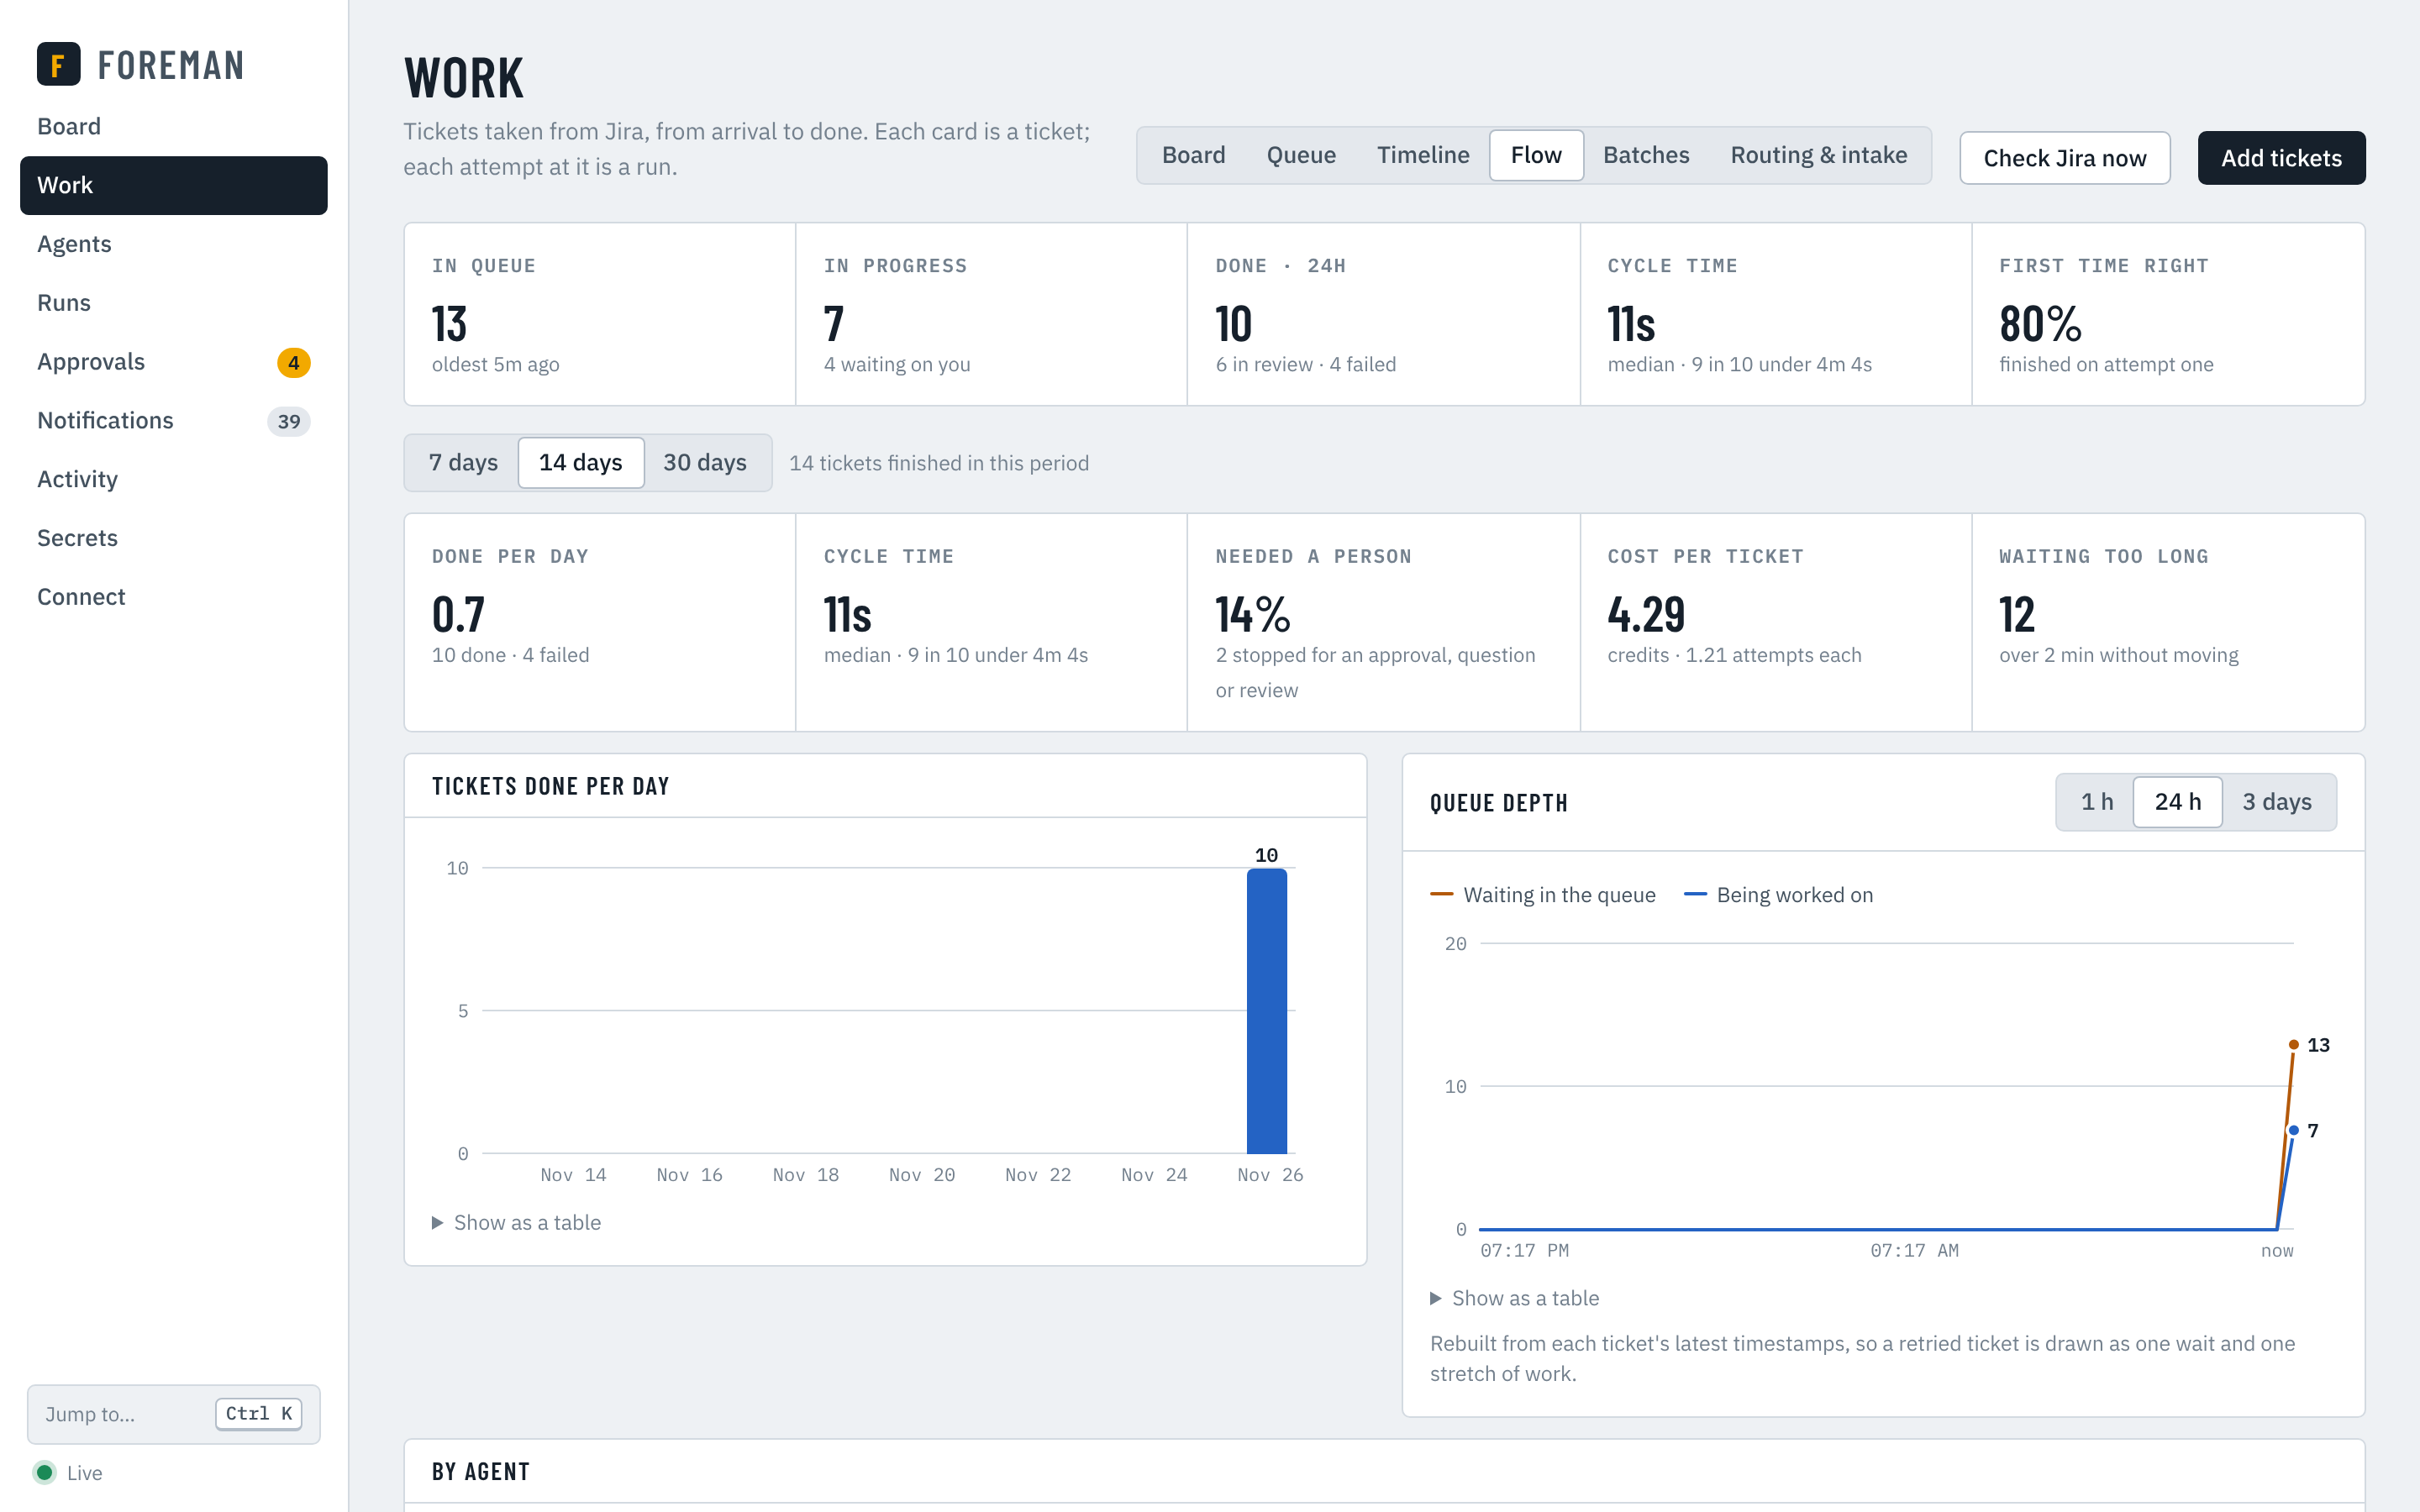 F FOREMAN
Board
Work
Agents
Runs
Approvals 4
Notifications 39
Activity
Secrets
Connect
Jump to... Ctrl K
Live
WORK
Tickets taken from Jira, from arrival to done. Each card is a ticket;
each attempt at it is a run.
Board Queue Timeline Flow Batches Routing & intake
Check Jira now
Add tickets
IN QUEUE
13
oldest 5m ago
IN PROGRESS
7
4 waiting on you
DONE · 24H
10
6 in review · 4 failed
CYCLE TIME
11s
median · 9 in 10 under 4m 4s
FIRST TIME RIGHT
80%
finished on attempt one
7 days 14 days 30 days 14 tickets finished in this period
DONE PER DAY
0.7
10 done · 4 failed
CYCLE TIME
11s
median · 9 in 10 under 4m 4s
NEEDED A PERSON
14%
2 stopped for an approval, question
or review
COST PER TICKET
4.29
credits · 1.21 attempts each
WAITING TOO LONG
12
over 2 min without moving
TICKETS DONE PER DAY
10
10
5
0
Nov 14 Nov 16 Nov 18 Nov 20 Nov 22 Nov 24 Nov 26
Show as a table
QUEUE DEPTH
1 h 24 h 3 days
Waiting in the queue Being worked on
20
13
10
7
0
07:17 PM 07:17 AM now
Show as a table
Rebuilt from each ticket's latest timestamps, so a retried ticket is drawn as one wait and one
stretch of work.
BY AGENT